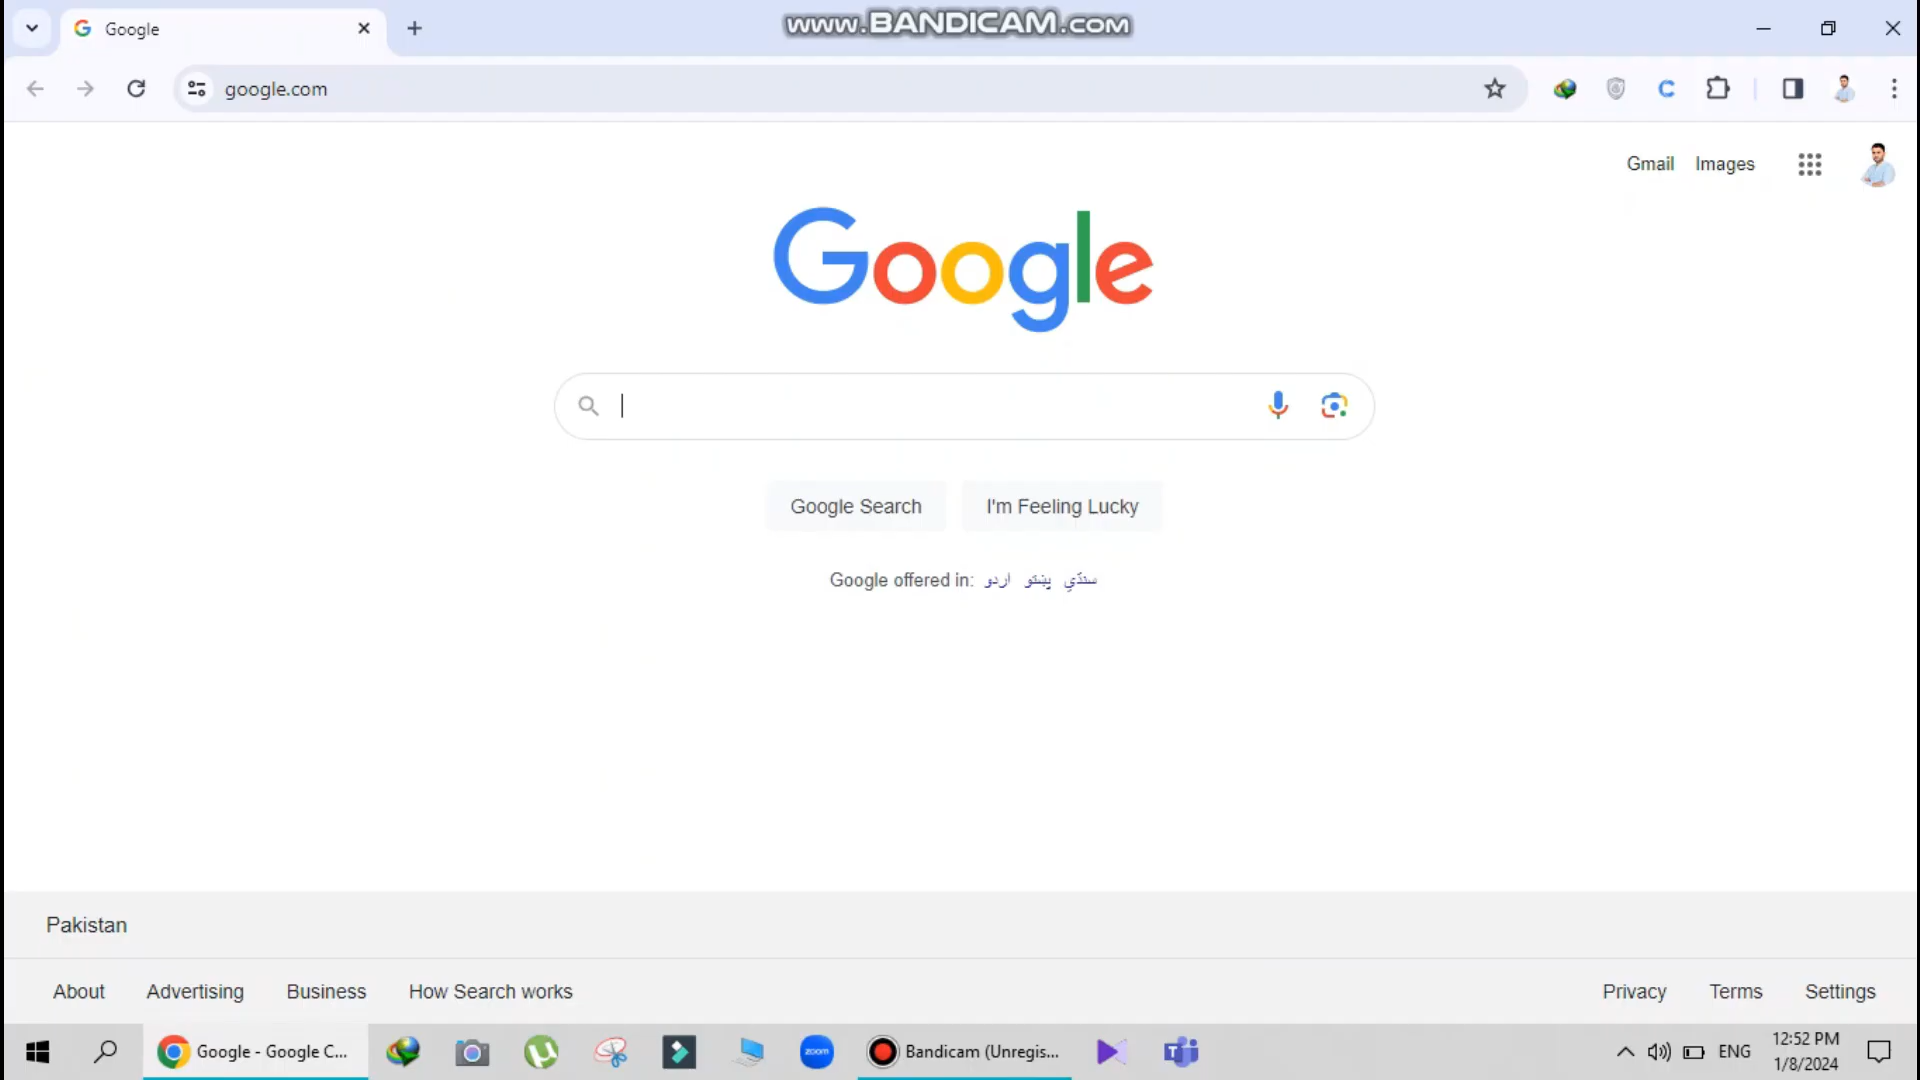 Google
www.BANDICAM.com
google.com
Gmail Images
Google
Google Search I'm Feeling Lucky
Google offered in: اردو پښتو سنڌي
Pakistan
About Advertising Business How Search works Privacy Terms Settings
Google - Google C... zoom Bandicam (Unregis... ENG 12:52 PM
1/8/2024